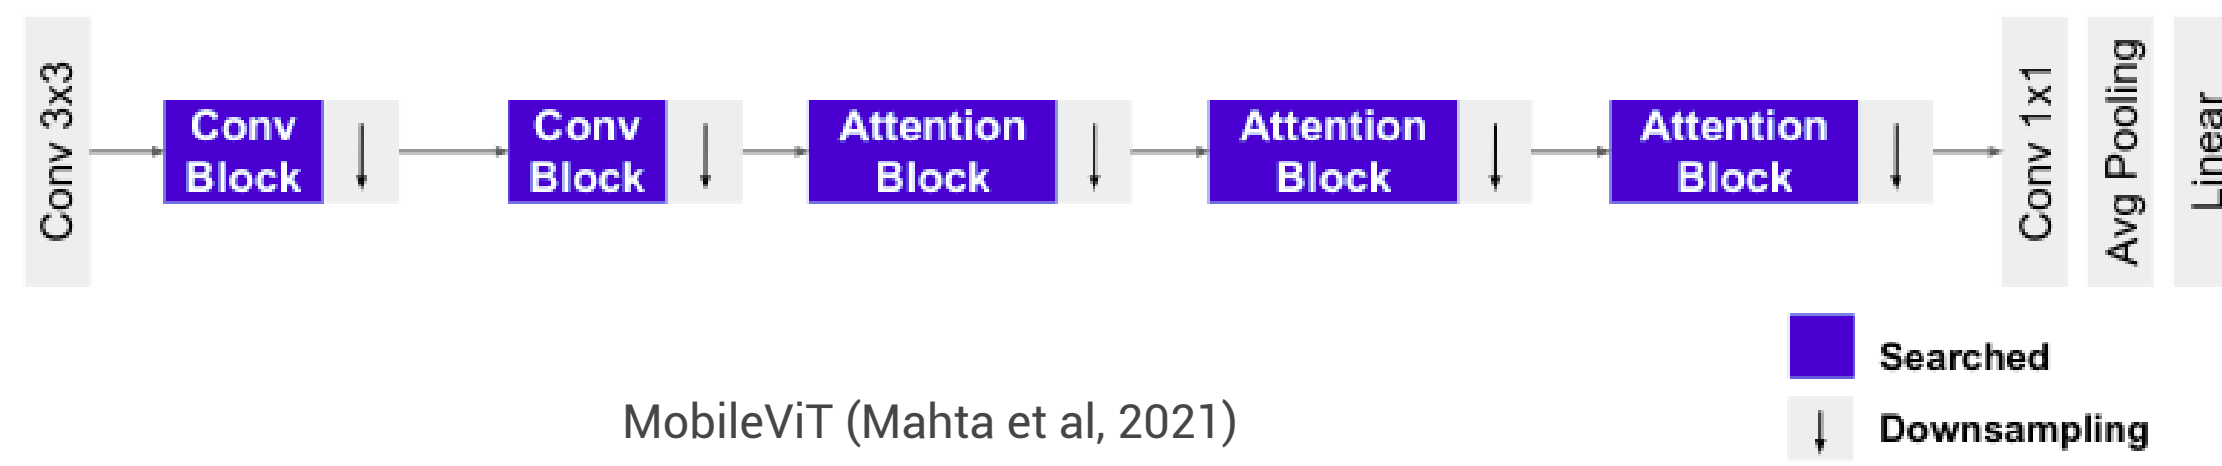 Conv 3x3
Conv
Block
Conv
Block
Attention
Block
Attention
Block
Attention
Block
Conv 1x1
Avg Pooling
Linear
Searched
Downsampling
MobileViT (Mahta et al, 2021)